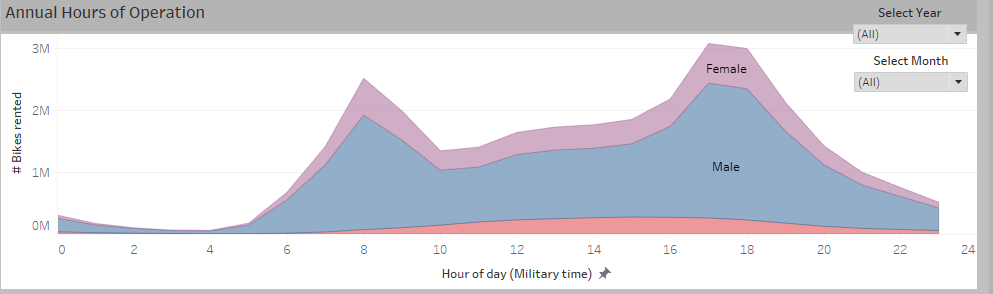 Annual Hours of Operation
Select Year
(All)
Select Month
(All)
# Bikes rented
3M
2M
1M
0M
Female
Male
0 2 4 6 8 10 12 14 16 18 20 22 24
Hour of day (Military time)